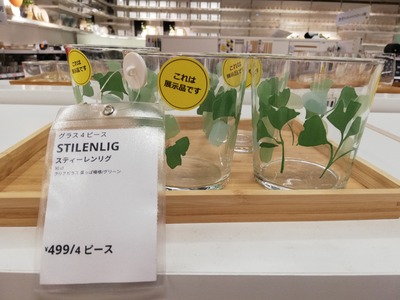 これは
展示品です
これは
展示品です
グラス 4 ピース
STILENLIG
スティーレンリグ
¥499/4 ピース